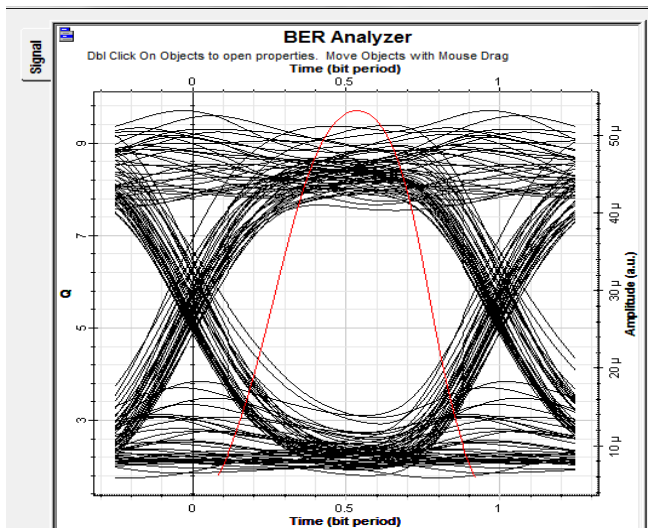 Signal
BER Analyzer
Dbl Click On Objects to open properties. Move Objects with Mouse Drag
Time (bit period)
0 0.5 1
Q
9
7
5
3
50 µ
40 µ
30 µ
20 µ
10 µ
Amplitude (a.u.)
0 0.5 1
Time (bit period)